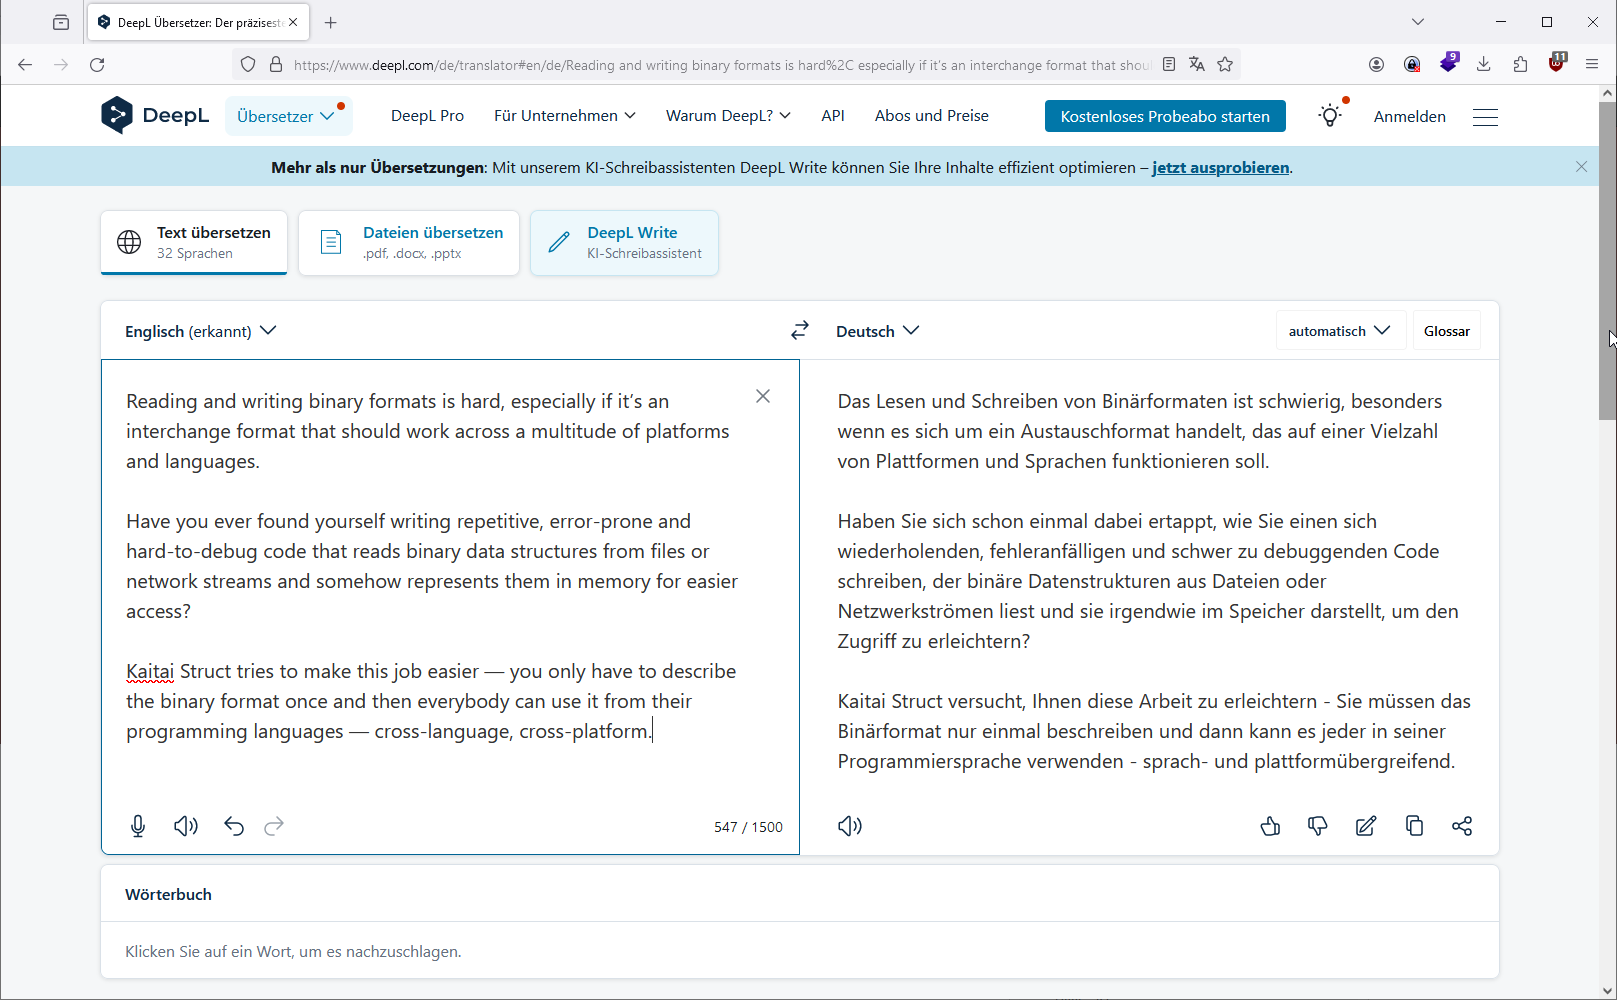 DeepL Übersetzer: Der präzisest
https://www.deepl.com/de/translator#en/de/Reading and writing binary formats is hard%2C especially if it's an interchange format that shoul
9
11
DeepL
Übersetzer
DeepL Pro
Für Unternehmen
Warum DeepL?
API
Abos und Preise
Kostenloses Probeabo starten
Anmelden
Mehr als nur Übersetzungen: Mit unserem KI-Schreibassistenten DeepL Write können Sie Ihre Inhalte effizient optimieren – jetzt ausprobieren.
Text übersetzen
32 Sprachen
Dateien übersetzen
.pdf, .docx, .pptx
DeepL Write
KI-Schreibassistent
Englisch (erkannt)
Deutsch
automatisch
Glossar
Reading and writing binary formats is hard, especially if it’s an
interchange format that should work across a multitude of platforms
and languages.
Have you ever found yourself writing repetitive, error-prone and
hard-to-debug code that reads binary data structures from files or
network streams and somehow represents them in memory for easier
access?
Kaitai Struct tries to make this job easier — you only have to describe
the binary format once and then everybody can use it from their
programming languages — cross-language, cross-platform.
547 / 1500
Das Lesen und Schreiben von Binärformaten ist schwierig, besonders
wenn es sich um ein Austauschformat handelt, das auf einer Vielzahl
von Plattformen und Sprachen funktionieren soll.
Haben Sie sich schon einmal dabei ertappt, wie Sie einen sich
wiederholenden, fehleranfälligen und schwer zu debuggenden Code
schreiben, der binäre Datenstrukturen aus Dateien oder
Netzwerkströmen liest und sie irgendwie im Speicher darstellt, um den
Zugriff zu erleichtern?
Kaitai Struct versucht, Ihnen diese Arbeit zu erleichtern - Sie müssen das
Binärformat nur einmal beschreiben und dann kann es jeder in seiner
Programmiersprache verwenden - sprach- und plattformübergreifend.
Wörterbuch
Klicken Sie auf ein Wort, um es nachzuschlagen.